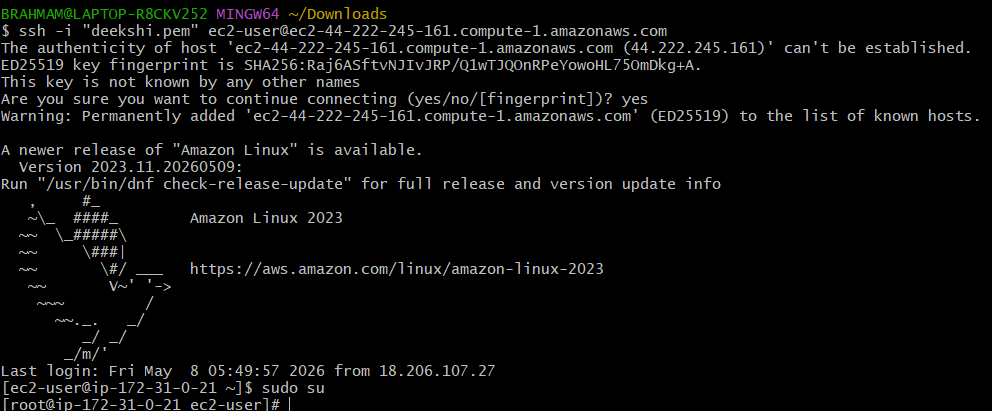 BRAHMAM@LAPTOP-R8CKV252 MINGW64 ~/Downloads
$ ssh -i "deekshi.pem" ec2-user@ec2-44-222-245-161.compute-1.amazonaws.com
The authenticity of host 'ec2-44-222-245-161.compute-1.amazonaws.com (44.222.245.161)' can't be established.
ED25519 key fingerprint is SHA256:Raj6ASftvNJIvJRP/Q1wTJQOnRPeYowoHL75OmDkg+A.
This key is not known by any other names
Are you sure you want to continue connecting (yes/no/[fingerprint])? yes
Warning: Permanently added 'ec2-44-222-245-161.compute-1.amazonaws.com' (ED25519) to the list of known hosts.

A newer release of "Amazon Linux" is available.
  Version 2023.11.20260509:
Run "/usr/bin/dnf check-release-update" for full release and version update info
   ,     #_
   ~\_  ####_        Amazon Linux 2023
  ~~  \_#####\
  ~~     \###|
  ~~       \#/ ___   https://aws.amazon.com/linux/amazon-linux-2023
   ~~       V~' '->
    ~~~         /
      ~~._.   _/
         _/ _/
       _/m/'
Last login: Fri May  8 05:49:57 2026 from 18.206.107.27
[ec2-user@ip-172-31-0-21 ~]$ sudo su
[root@ip-172-31-0-21 ec2-user]#